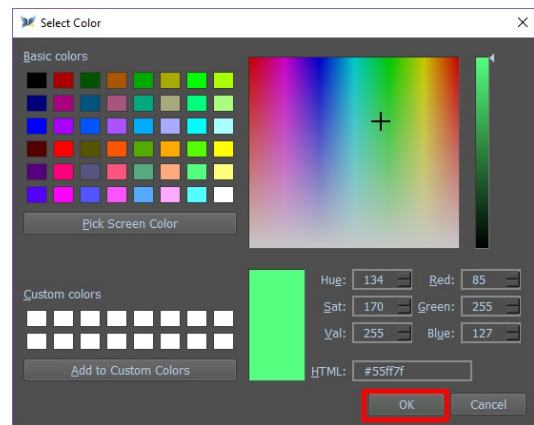 Select Color
Basic colors
Pick Screen Color
Custom colors
Add to Custom Colors
Hue: 134 Red: 85
Sat: 170 Green: 255
Val: 255 Blue: 127
HTML: #55ff7f
OK Cancel